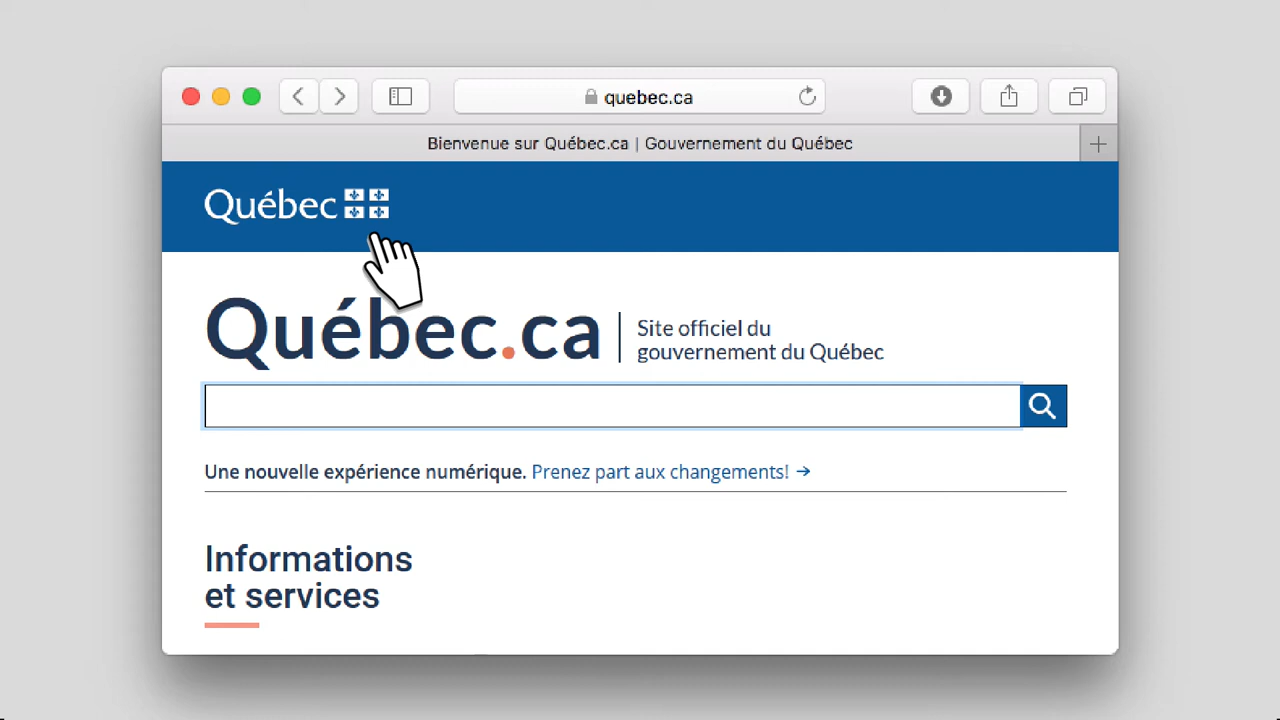 quebec.ca
Bienvenue sur Québec.ca | Gouvernement du Québec
Québec
Québec.ca
Site officiel du
gouvernement du Québec
Une nouvelle expérience numérique. Prenez part aux changements! →
Informations
et services